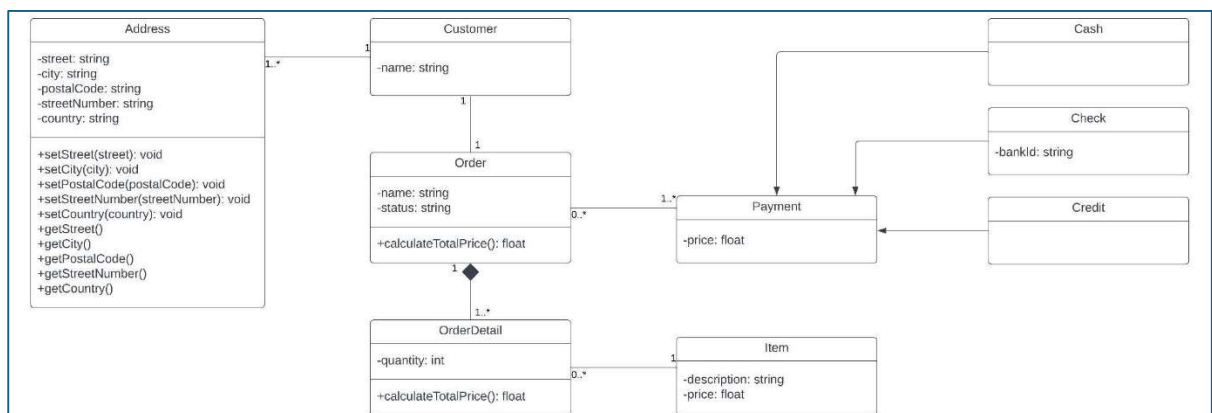 Address
-street: string
-city: string
-postalCode: string
-streetNumber: string
-country: string
+setStreet(street): void
+setCity(city): void
+setPostalCode(postalCode): void
+setStreetNumber(streetNumber): void
+setCountry(country): void
+getStreet()
+getCity()
+getPostalCode()
+getStreetNumber()
+getCountry()
1..*
1
Customer
-name: string
1
1
Order
-name: string
-status: string
+calculateTotalPrice(): float
0..*
1..*
1
1..*
OrderDetail
-quantity: int
+calculateTotalPrice(): float
0..*
1
Item
-description: string
-price: float
Payment
-price: float
Cash
Check
-bankId: string
Credit